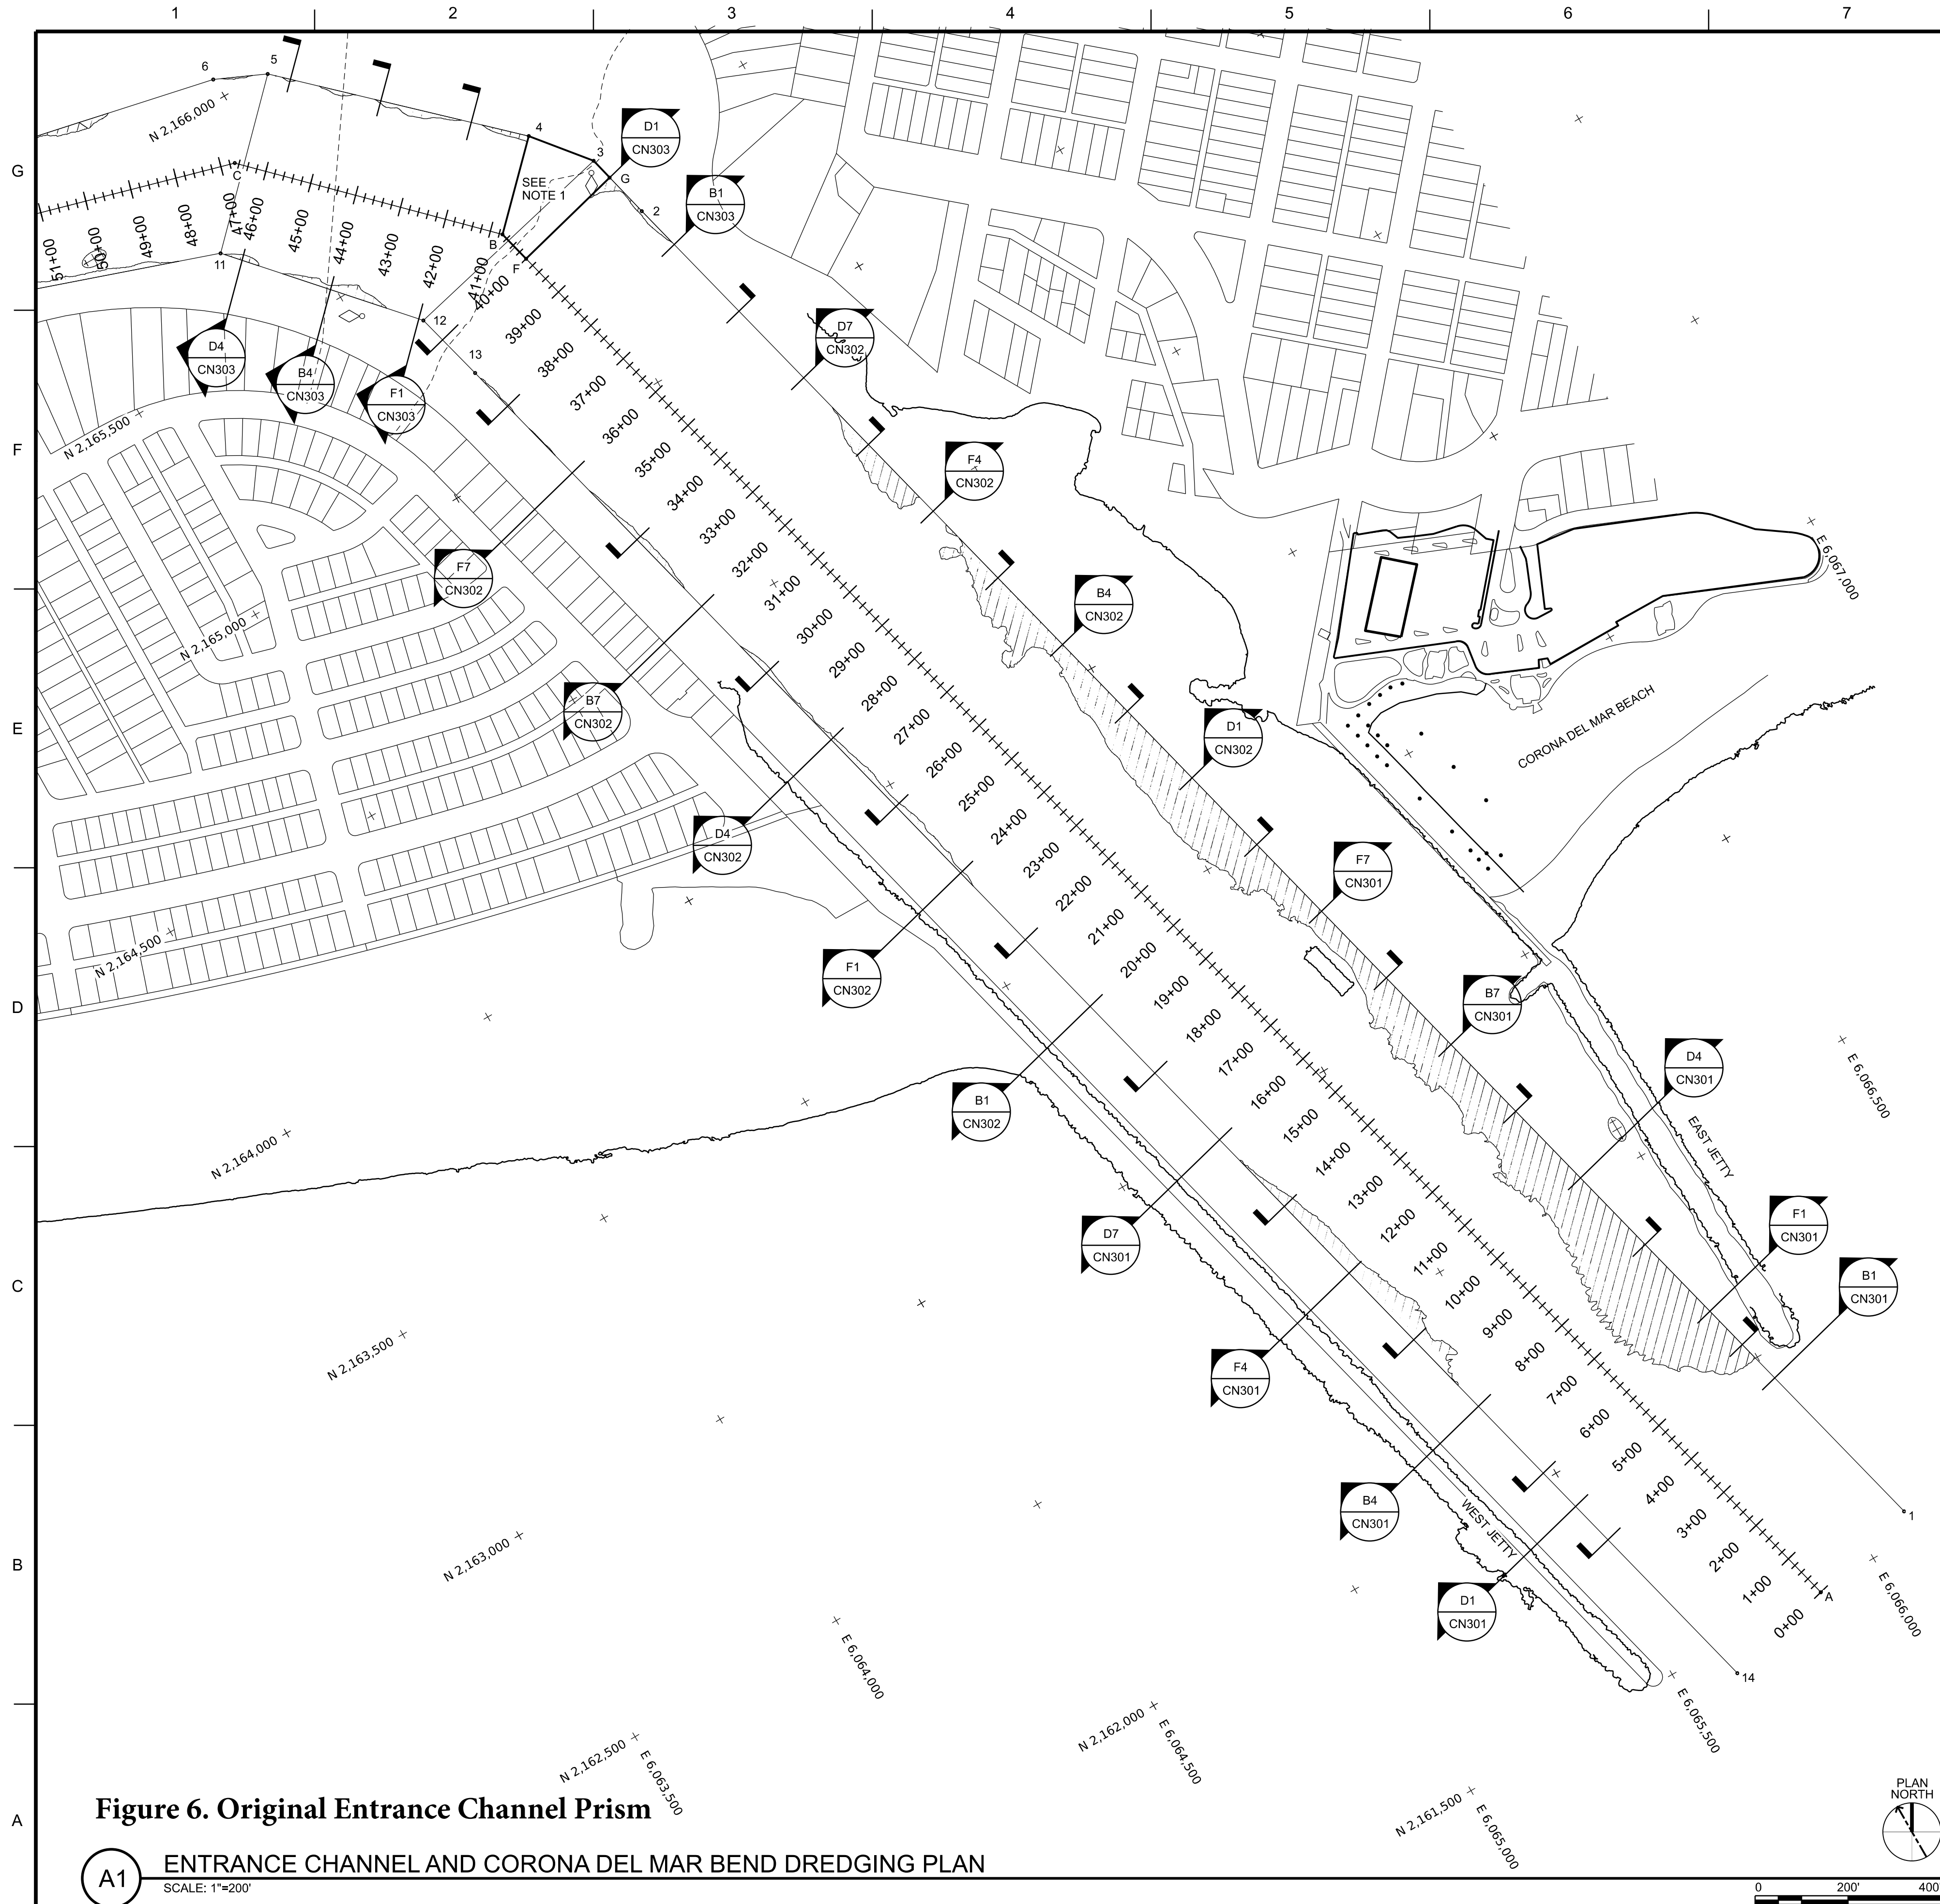 1 2 3 4 5 6 7
G
F
E
D
C
B
A
6
5
4
3
G
2
C
B
F
11
12
13
14
1
A
N 2,166,000
SEE
NOTE 1
D1
CN303
B1
CN303
D4
CN303
B4
CN303
F1
CN303
D7
CN302
F4
CN302
B4
CN302
D1
CN302
F7
CN301
B7
CN301
D4
CN301
F1
CN301
B1
CN301
F7
CN302
B7
CN302
D4
CN302
F1
CN302
B1
CN302
D7
CN301
F4
CN301
B4
CN301
D1
CN301
51+00
50+00
49+00
48+00
47+00
46+00
45+00
44+00
43+00
42+00
41+00
40+00
39+00
38+00
37+00
36+00
35+00
34+00
33+00
32+00
31+00
30+00
29+00
28+00
27+00
26+00
25+00
24+00
23+00
22+00
21+00
20+00
19+00
18+00
17+00
16+00
15+00
14+00
13+00
12+00
11+00
10+00
9+00
8+00
7+00
6+00
5+00
4+00
3+00
2+00
1+00
0+00
N 2,165,500
N 2,165,000
N 2,164,500
N 2,164,000
N 2,163,500
N 2,163,000
N 2,162,500
N 2,162,000
N 2,161,500
E 6,067,000
E 6,066,500
E 6,066,000
E 6,065,500
E 6,065,000
E 6,064,500
E 6,064,000
E 6,063,500
CORONA DEL MAR BEACH
EAST JETTY
WEST JETTY
PLAN
NORTH
Figure 6. Original Entrance Channel Prism
A1
ENTRANCE CHANNEL AND CORONA DEL MAR BEND DREDGING PLAN
SCALE: 1"=200'
0 200' 400'